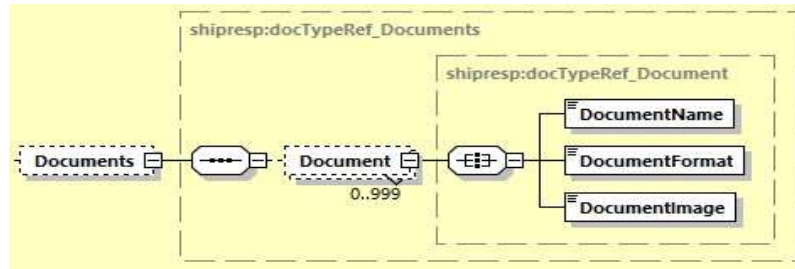 shipresp:docTypeRef_Documents
shipresp:docTypeRef_Document
DocumentName
Documents
Document
DocumentFormat
0..999
DocumentImage